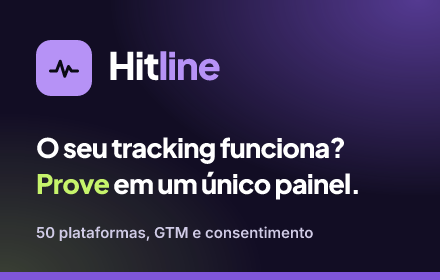 Hitline
O seu tracking funciona?
Prove em um único painel.
50 plataformas, GTM e consentimento